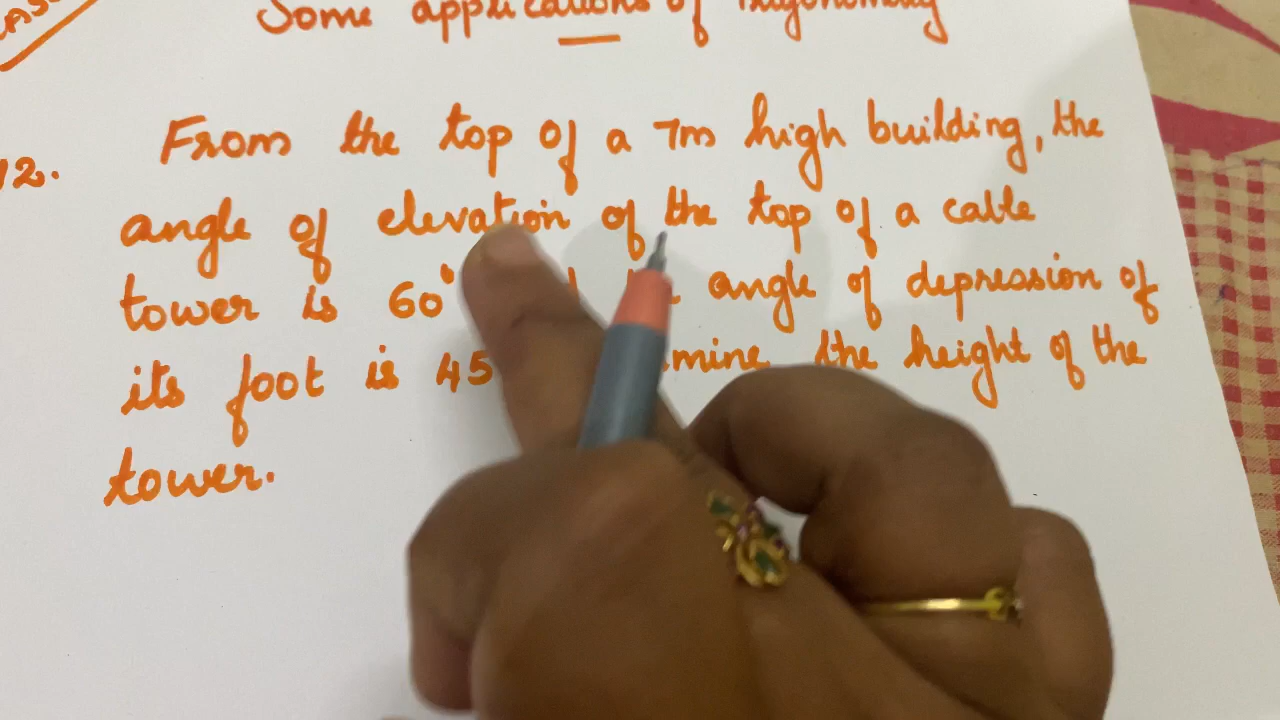 Some applications of Trigonometry
12. From the top of a 7m high building, the
angle of elevation of the top of a cable
tower is 60° angle of depression of
its foot is 45 the height of the
tower.